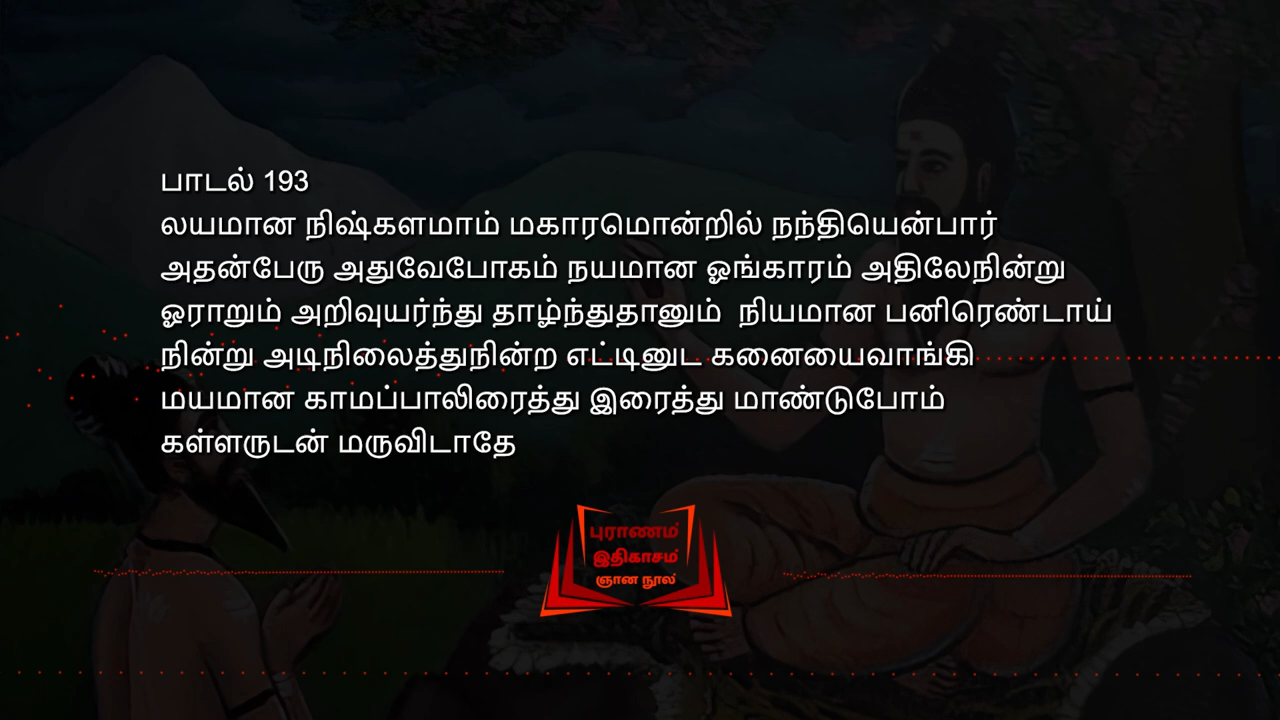 பாடல் 193
லயமான நிஷ்களமாம் மகாரமொன்றில் நந்தியென்பார்
அதன்பேரு அதுவேபோகம் நயமான ஓங்காரம் அதிலேநின்று
ஓராறும் அறிவுயர்ந்து தாழ்ந்துதானும் நியமான பனிரெண்டாய்
நின்று அடிநிலைத்துநின்ற எட்டினுட கனையைவாங்கி
மயமான காமப்பாலிரைத்து இரைத்து மாண்டுபோம்
கள்ளருடன் மருவிடாதே
புராணம்
இதிகாசம்
ஞான நூல்